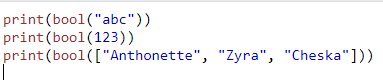 print(bool("abc"))
print(bool(123))
print(bool(["Anthonette", "Zyra", "Cheska"]))